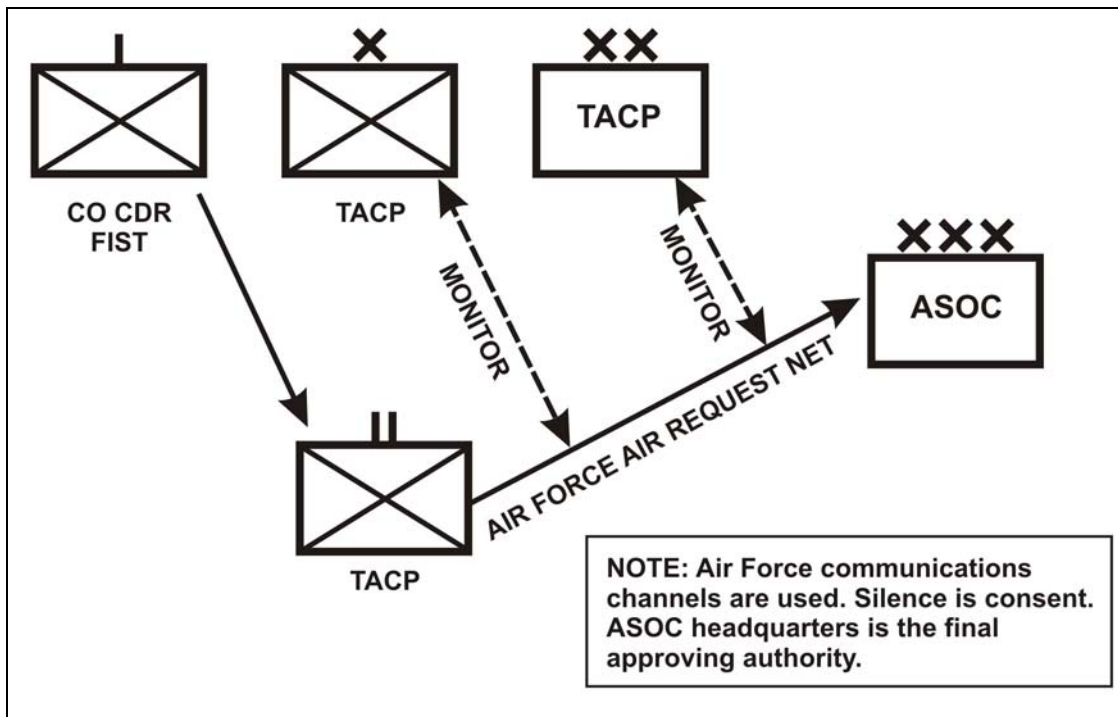 CO CDR
FIST
TACP
TACP
ASOC
MONITOR
MONITOR
AIR FORCE AIR REQUEST NET
TACP
NOTE: Air Force communications
channels are used. Silence is consent.
ASOC headquarters is the final
approving authority.